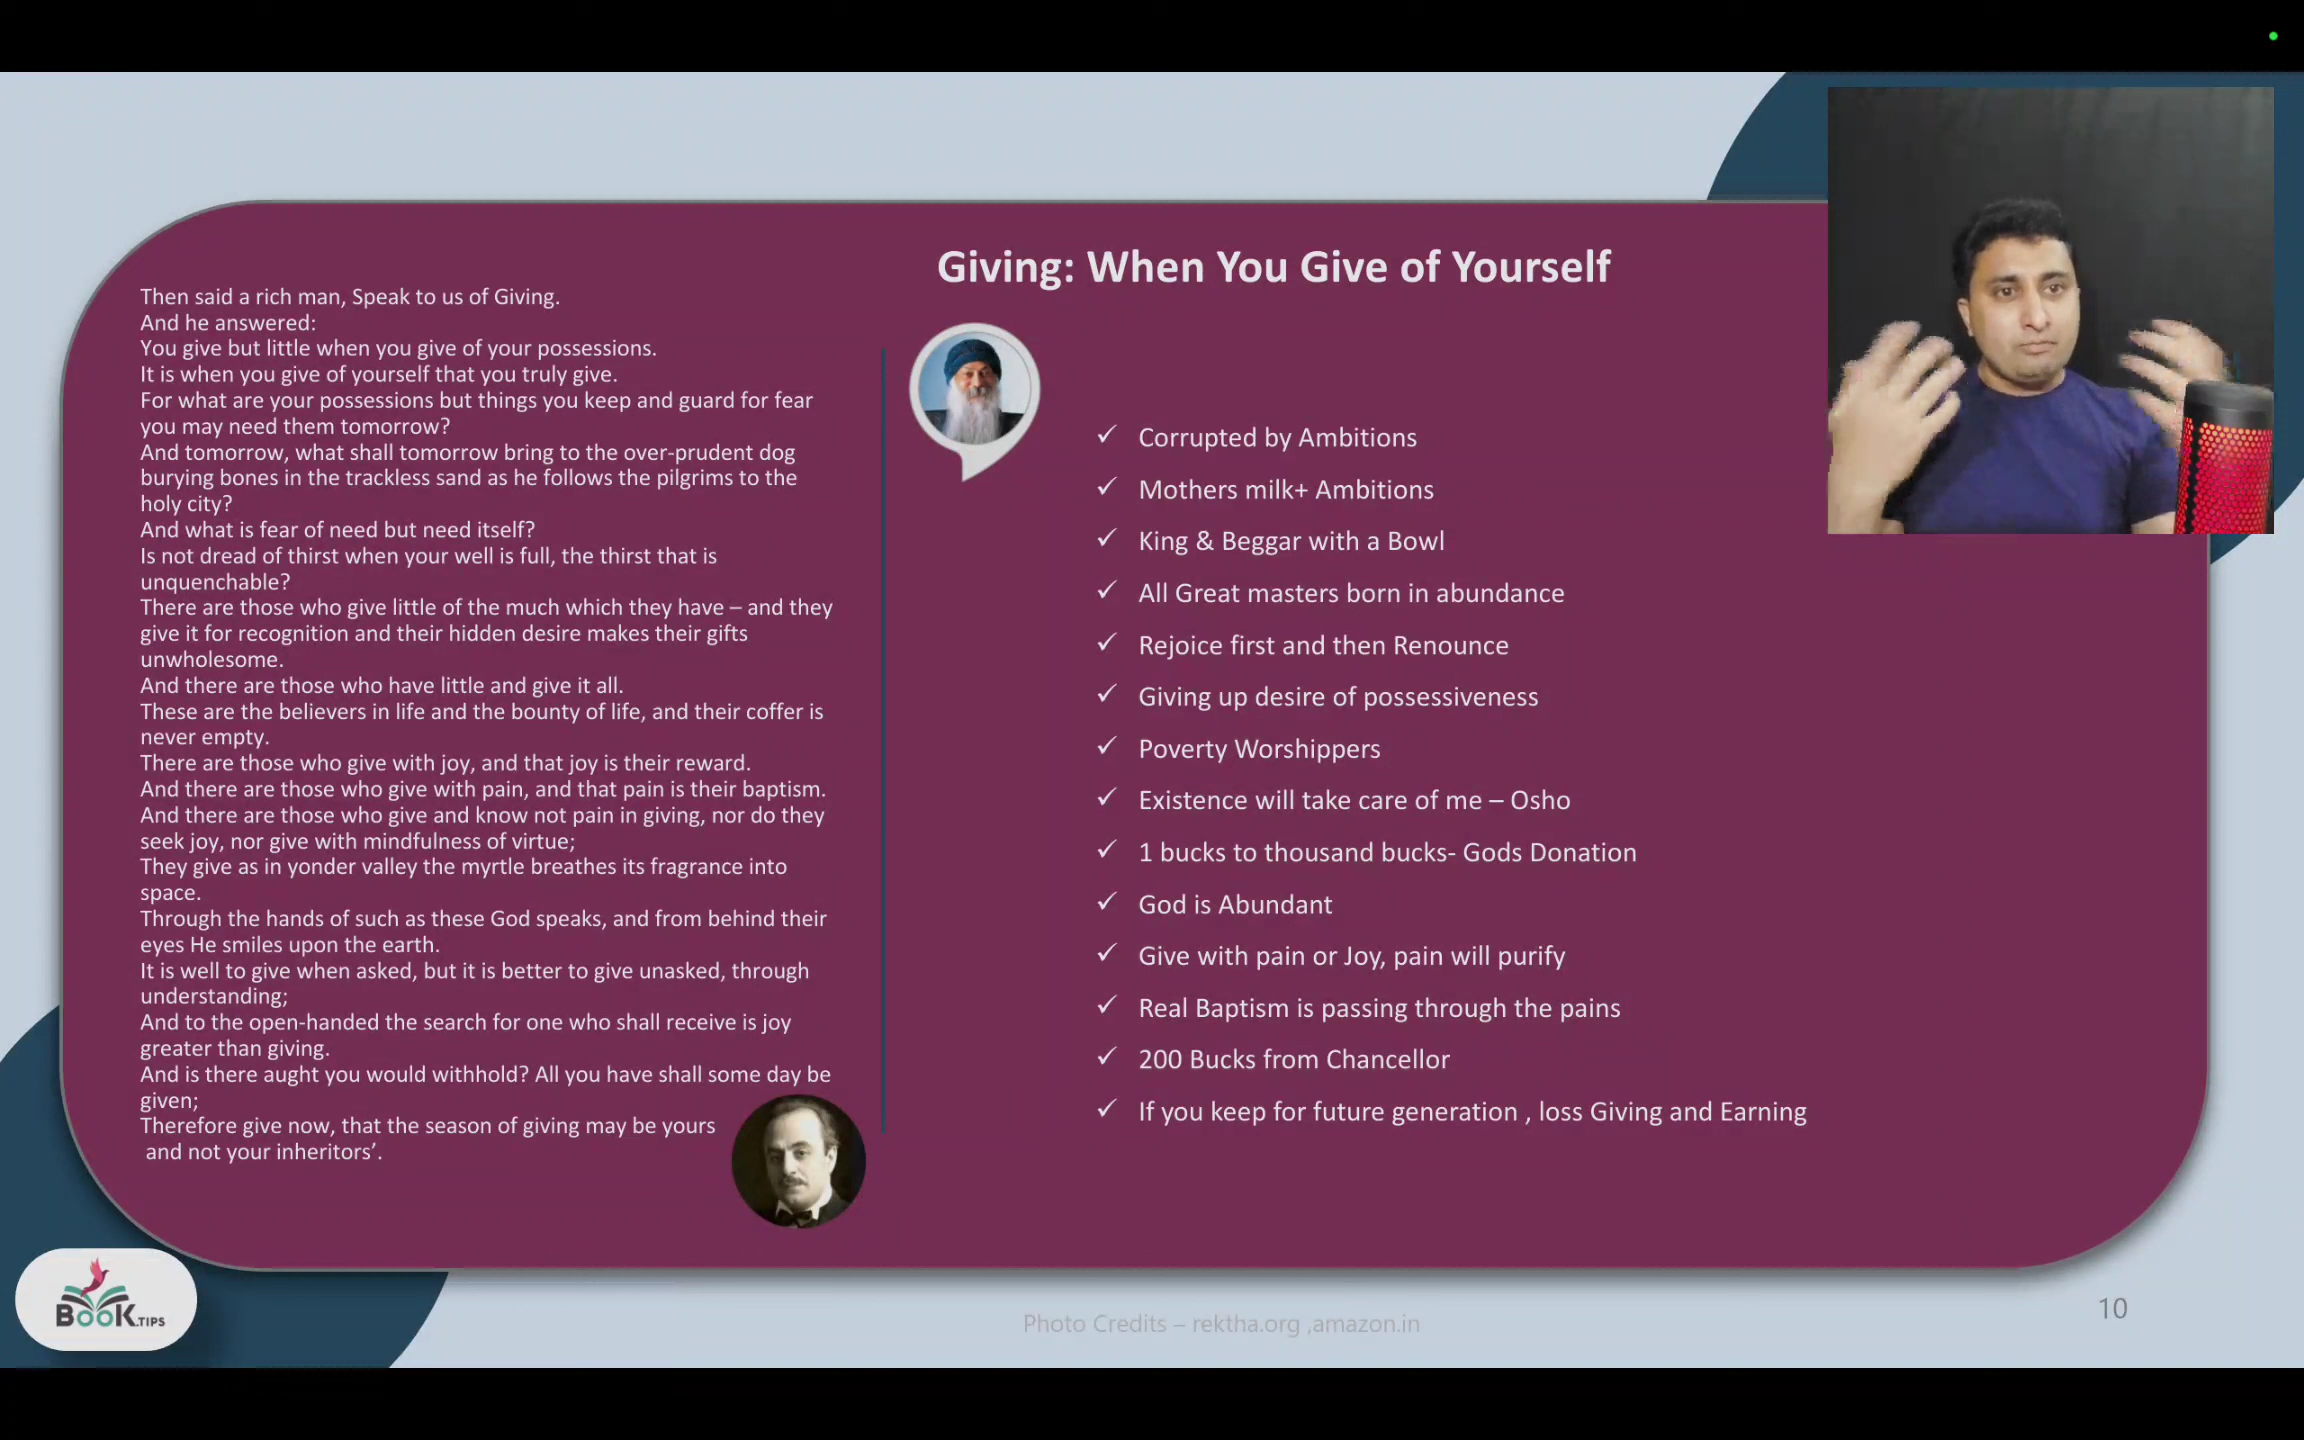 Giving: When You Give of Yourself
Then said a rich man, Speak to us of Giving.
And he answered:
You give but little when you give of your possessions.
It is when you give of yourself that you truly give.
For what are your possessions but things you keep and guard for fear
you may need them tomorrow?
And tomorrow, what shall tomorrow bring to the over-prudent dog
burying bones in the trackless sand as he follows the pilgrims to the
holy city?
And what is fear of need but need itself?
Is not dread of thirst when your well is full, the thirst that is
unquenchable?
There are those who give little of the much which they have – and they
give it for recognition and their hidden desire makes their gifts
unwholesome.
And there are those who have little and give it all.
These are the believers in life and the bounty of life, and their coffer is
never empty.
There are those who give with joy, and that joy is their reward.
And there are those who give with pain, and that pain is their baptism.
And there are those who give and know not pain in giving, nor do they
seek joy, nor give with mindfulness of virtue;
They give as in yonder valley the myrtle breathes its fragrance into
space.
Through the hands of such as these God speaks, and from behind their
eyes He smiles upon the earth.
It is well to give when asked, but it is better to give unasked, through
understanding;
And to the open-handed the search for one who shall receive is joy
greater than giving.
And is there aught you would withhold? All you have shall some day be
given;
Therefore give now, that the season of giving may be yours
and not your inheritors’.
✓ Corrupted by Ambitions
✓ Mothers milk+ Ambitions
✓ King & Beggar with a Bowl
✓ All Great masters born in abundance
✓ Rejoice first and then Renounce
✓ Giving up desire of possessiveness
✓ Poverty Worshippers
✓ Existence will take care of me – Osho
✓ 1 bucks to thousand bucks- Gods Donation
✓ God is Abundant
✓ Give with pain or Joy, pain will purify
✓ Real Baptism is passing through the pains
✓ 200 Bucks from Chancellor
✓ If you keep for future generation , loss Giving and Earning
BOOK.TIPS
Photo Credits – rektha.org ,amazon.in
10